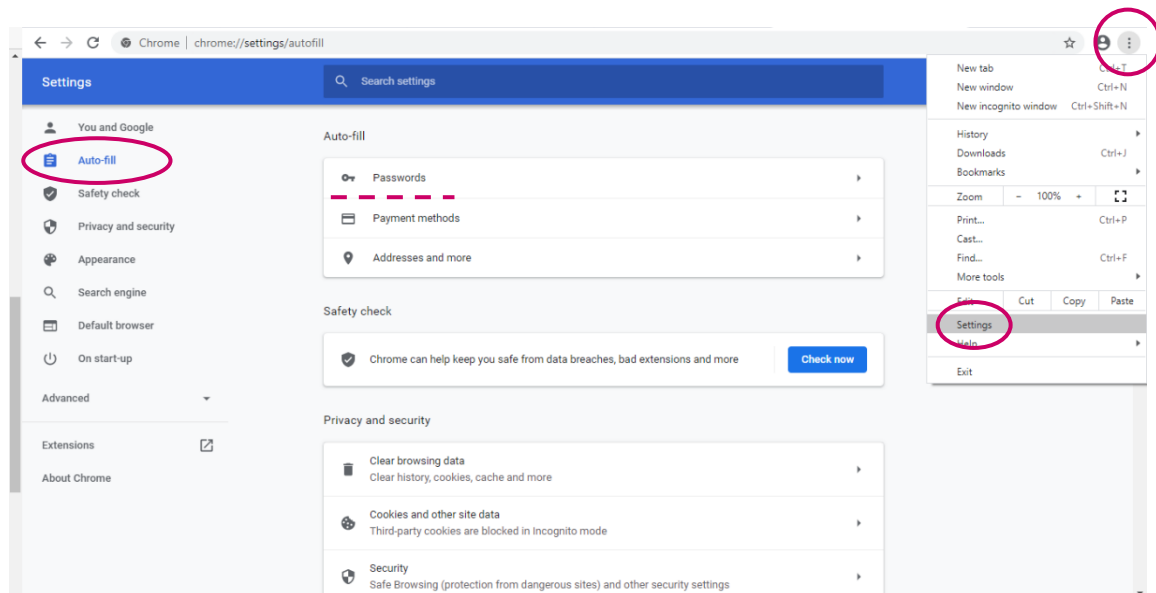 Chrome | chrome://settings/autofill
Settings
Search settings
You and Google
Auto-fill
Safety check
Privacy and security
Appearance
Search engine
Default browser
On start-up
Advanced
Extensions
About Chrome
Auto-fill
Passwords
Payment methods
Addresses and more
Safety check
Chrome can help keep you safe from data breaches, bad extensions and more
Check now
Privacy and security
Clear browsing data
Clear history, cookies, cache and more
Cookies and other site data
Third-party cookies are blocked in Incognito mode
Security
Safe Browsing (protection from dangerous sites) and other security settings
New tab Ctrl+T
New window Ctrl+N
New incognito window Ctrl+Shift+N
History
Downloads Ctrl+J
Bookmarks
Zoom - 100% +
Print... Ctrl+P
Cast...
Find... Ctrl+F
More tools
Edit Cut Copy Paste
Settings
Help
Exit